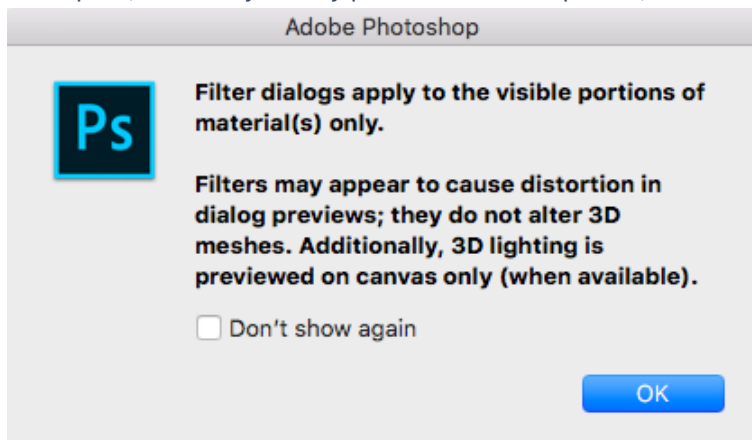 Adobe Photoshop
Ps
Filter dialogs apply to the visible portions of
material(s) only.
Filters may appear to cause distortion in
dialog previews; they do not alter 3D
meshes. Additionally, 3D lighting is
previewed on canvas only (when available).
Don't show again
OK